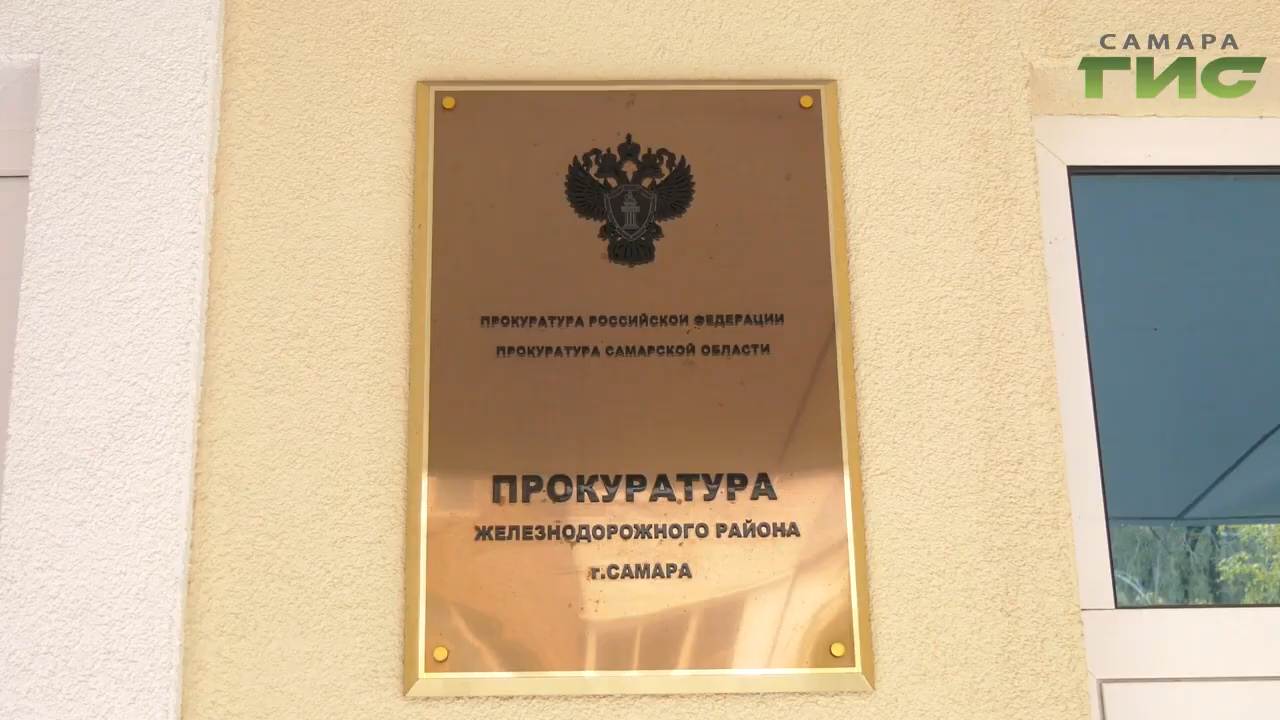 САМАРА
ГИС
ПРОКУРАТУРА РОССИЙСКОЙ ФЕДЕРАЦИИ
ПРОКУРАТУРА САМАРСКОЙ ОБЛАСТИ
ПРОКУРАТУРА
ЖЕЛЕЗНОДОРОЖНОГО РАЙОНА
г.САМАРА